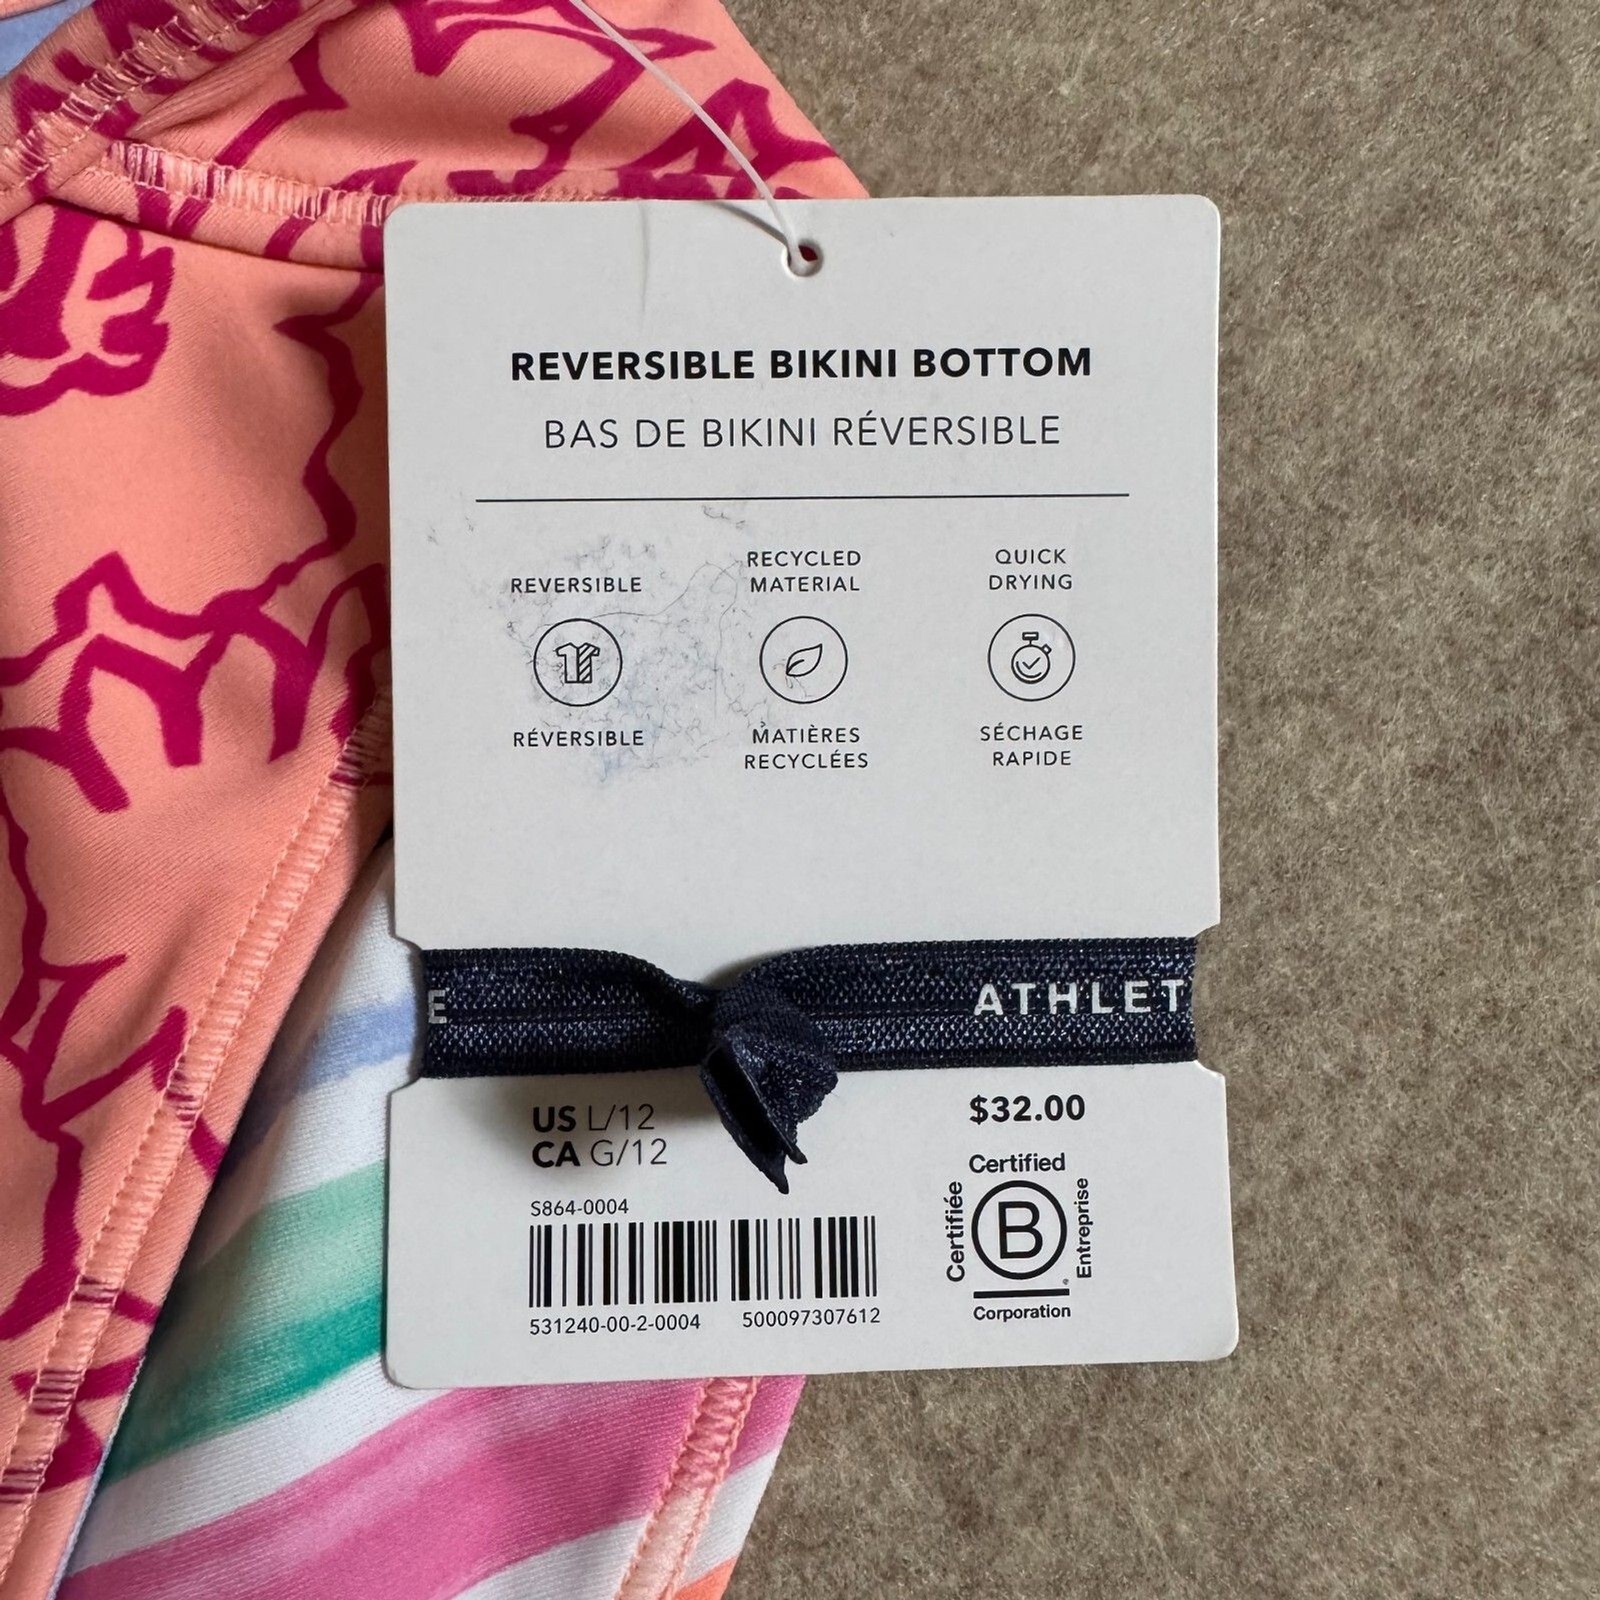 REVERSIBLE BIKINI BOTTOM
BAS DE BIKINI RÉVERSIBLE
REVERSIBLE
RÉVERSIBLE
RECYCLED
MATERIAL
MATIÈRES
RECYCLÉES
QUICK
DRYING
SÉCHAGE
RAPIDE
E
ATHLET
US L/12
CA G/12
S864-0004
531240-00-2-0004
500097307612
$32.00
Certified
Certifiée
B
Entreprise
Corporation